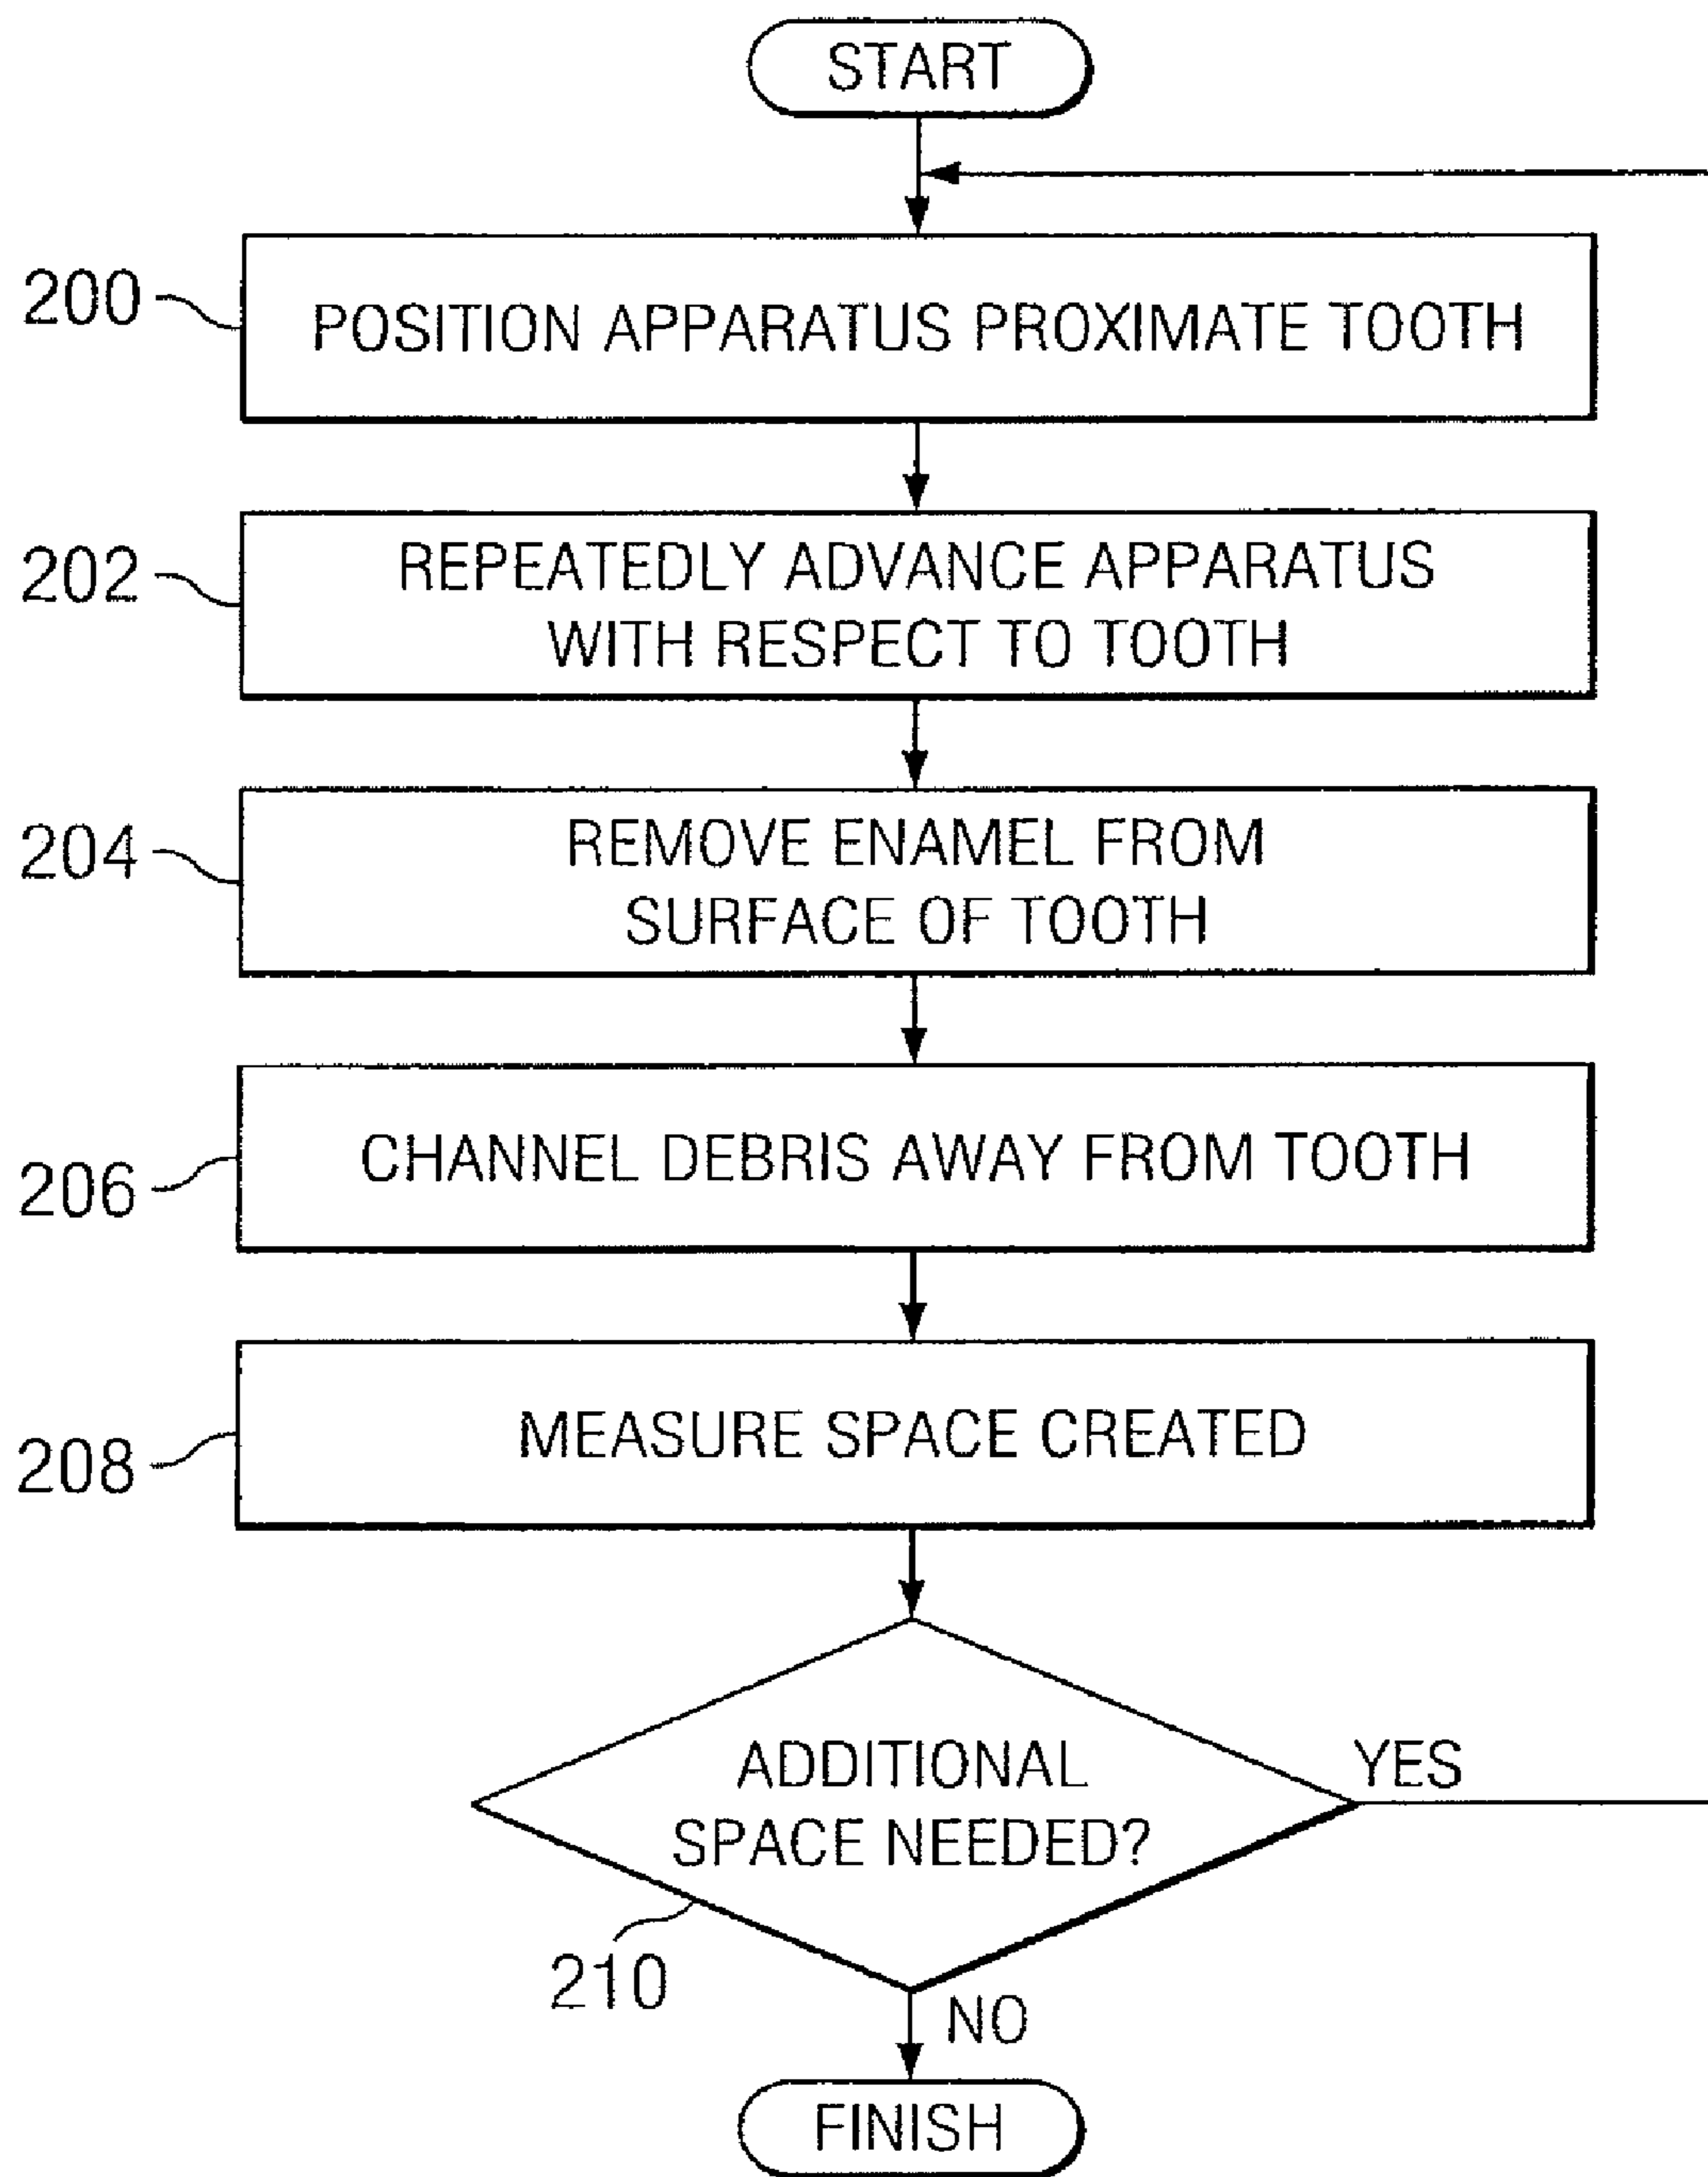 START
200
POSITION APPARATUS PROXIMATE TOOTH
202
REPEATEDLY ADVANCE APPARATUS
WITH RESPECT TO TOOTH
204
REMOVE ENAMEL FROM
SURFACE OF TOOTH
206
CHANNEL DEBRIS AWAY FROM TOOTH
208
MEASURE SPACE CREATED
ADDITIONAL
SPACE NEEDED?
YES
210
NO
FINISH